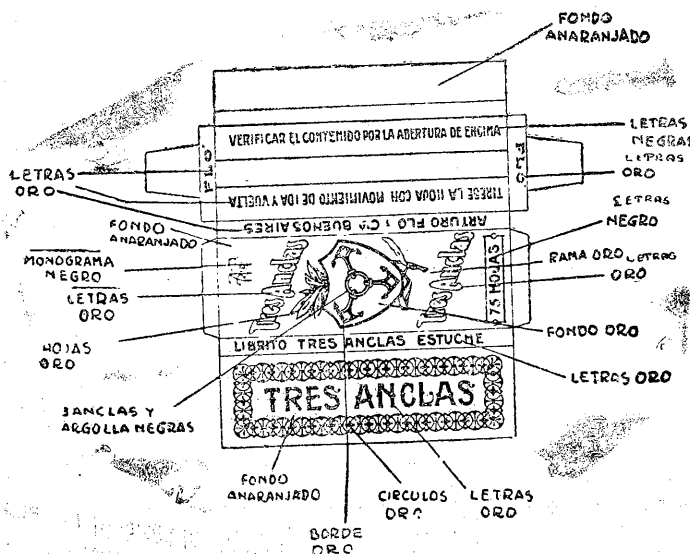 FONDO
ANARANJADO
VERIFICAR EL CONTENIDO POR LA ABERTURA DE ENCIMA
LETRAS
NEGRAS
LETRAS
ORO
FLO.
FLO
LETRAS
ORO
TIRESE LA HOJA CON MOVIMIENTO DE IDA Y VUELTA
ARTURO FLO y Cª BUENOS AIRES
LETRAS
NEGRO
FONDO
ANARANJADO
MONOGRAMA
NEGRO
Tres Anclas
Tres Anclas
75 HOJAS
RAMA ORO
LETRAS
ORO
LETRAS
ORO
HOJAS
ORO
FONDO ORO
LIBRITO TRES ANCLAS ESTUCHE
LETRAS ORO
TRES ANCLAS
3 ANCLAS Y
ARGOLLA NEGRAS
FONDO
ANARANJADO
CIRCULOS
ORO
LETRAS
ORO
BORDE
ORO